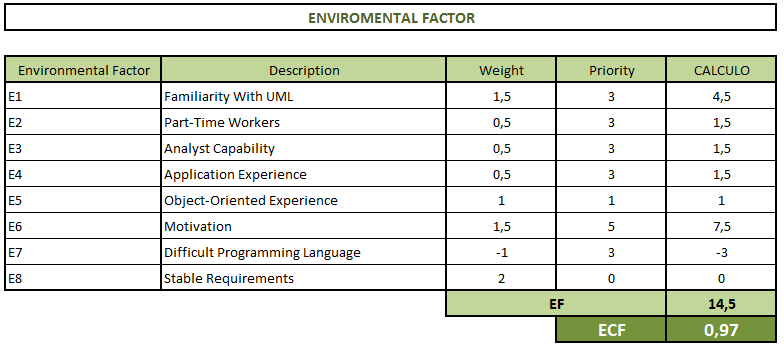 ENVIROMENTAL FACTOR
Environmental Factor Description Weight Priority CALCULO
E1 Familiarity With UML 1,5 3 4,5
E2 Part-Time Workers 0,5 3 1,5
E3 Analyst Capability 0,5 3 1,5
E4 Application Experience 0,5 3 1,5
E5 Object-Oriented Experience 1 1 1
E6 Motivation 1,5 5 7,5
E7 Difficult Programming Language -1 3 -3
E8 Stable Requirements 2 0 0
EF 14,5
ECF 0,97